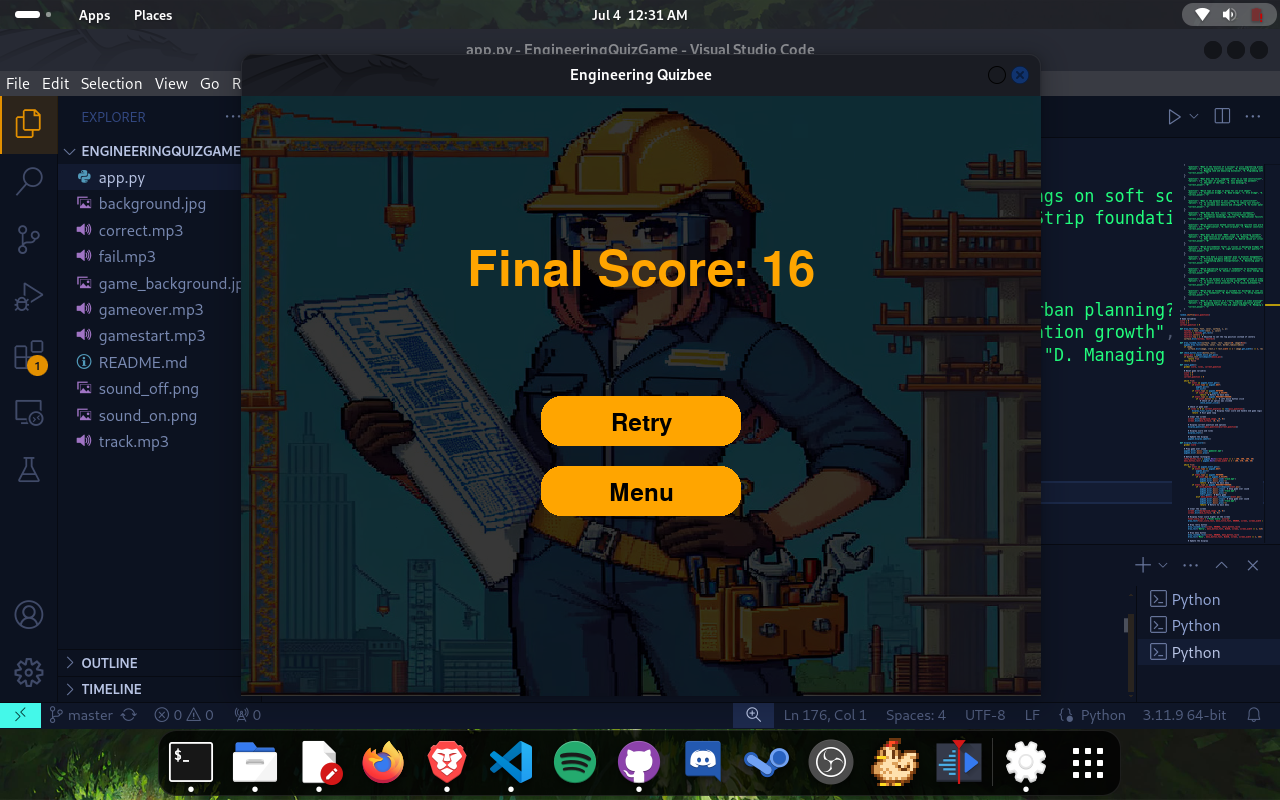 Apps Places Jul 4 12:31 AM
app.py - EngineeringQuizGame - Visual Studio Code
Engineering Quizbee
File Edit Selection View Go R
EXPLORER
ENGINEERINGQUIZGAME
app.py
background.jpg
correct.mp3
fail.mp3
game_background.jp
gameover.mp3
gamestart.mp3
README.md
sound_off.png
sound_on.png
track.mp3
OUTLINE
TIMELINE
Final Score: 16
Retry
Menu
ngs on soft so
strip foundati
rban planning?
ation growth",
"D. Managing
1
Python
Python
Python
master 0 0 0 Ln 176, Col 1 Spaces: 4 UTF-8 LF Python 3.11.9 64-bit
$-